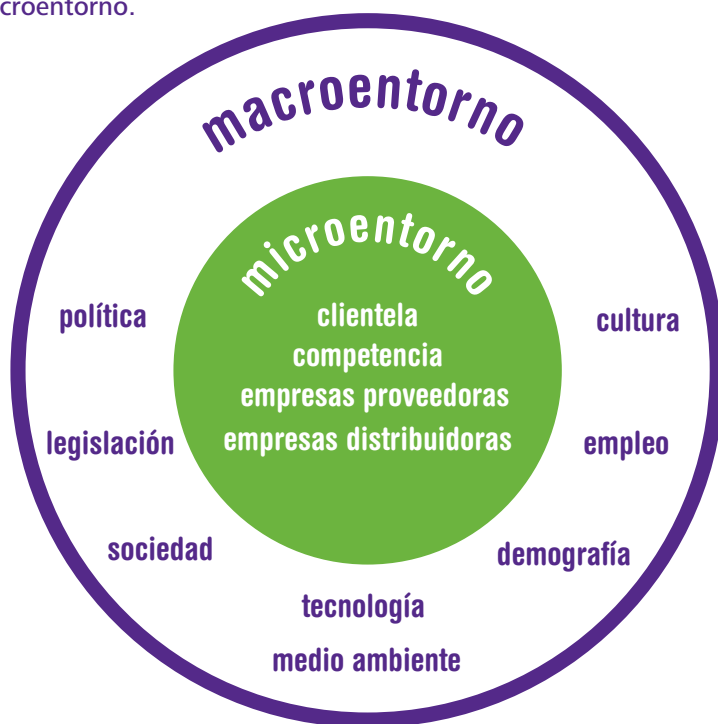 croentorno.
macroentorno
microentorno
clientela
competencia
empresas proveedoras
empresas distribuidoras
política
legislación
sociedad
tecnología
medio ambiente
cultura
empleo
demografía